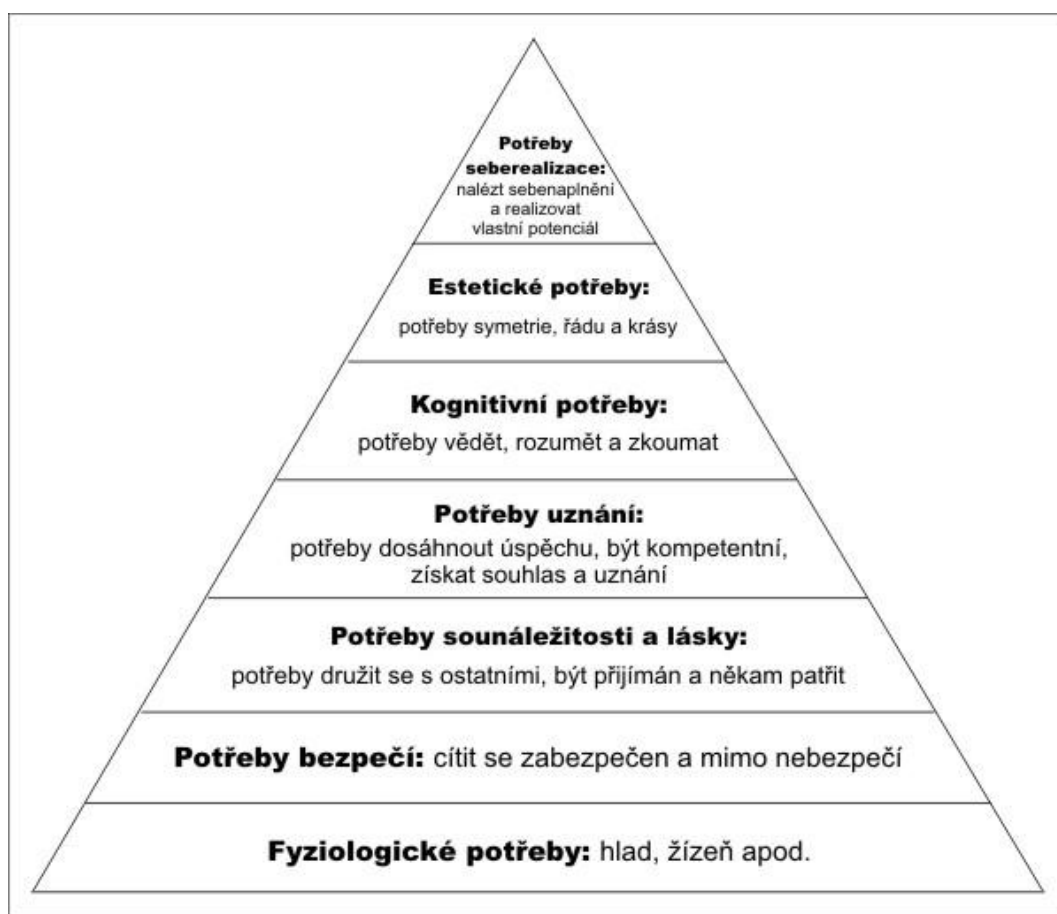 Potřeby
seberealizace:
nalézt sebenaplnění
a realizovat
vlastní potenciál
Estetické potřeby:
potřeby symetrie, řádu a krásy
Kognitivní potřeby:
potřeby vědět, rozumět a zkoumat
Potřeby uznání:
potřeby dosáhnout úspěchu, být kompetentní,
získat souhlas a uznání
Potřeby sounáležitosti a lásky:
potřeby družit se s ostatními, být přijímán a někam patřit
Potřeby bezpečí: cítit se zabezpečen a mimo nebezpečí
Fyziologické potřeby: hlad, žízeň apod.